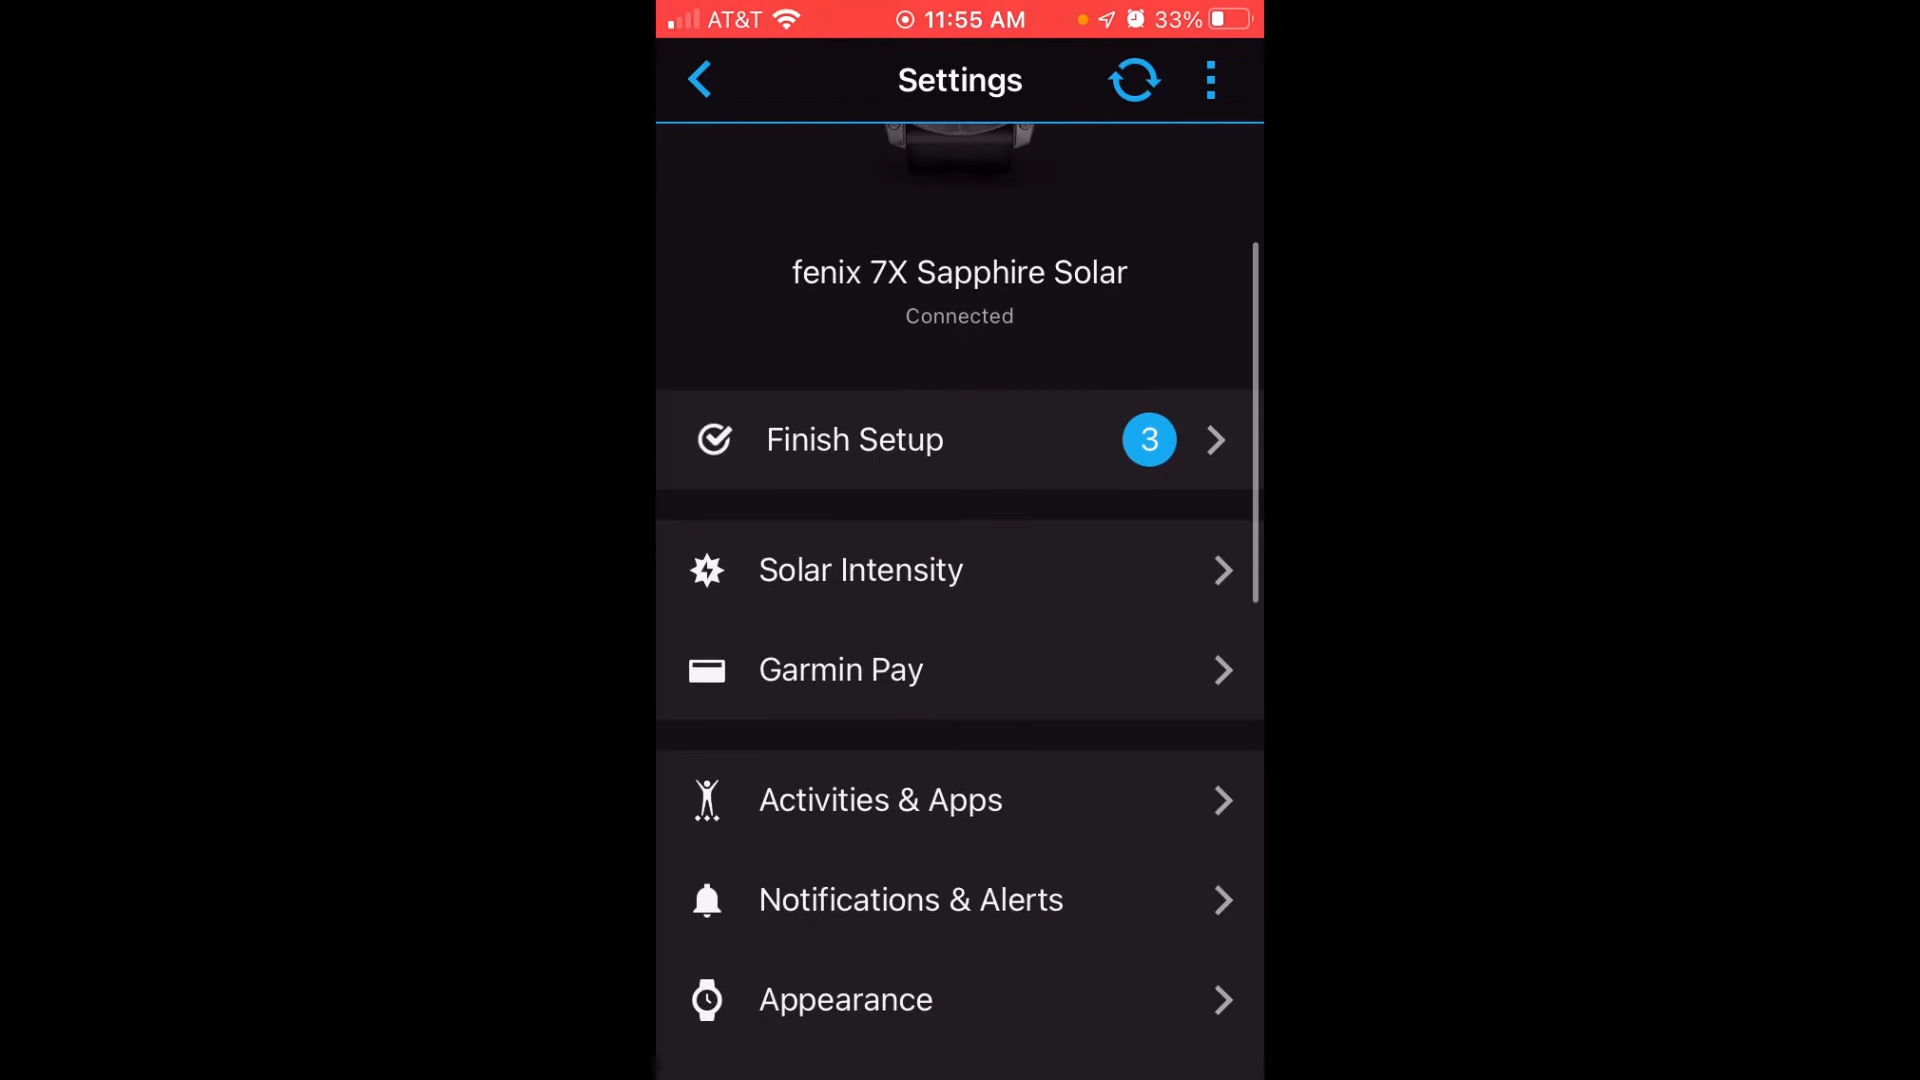 AT&T 11:55 AM 33%
Settings
fenix 7X Sapphire Solar
Connected
Finish Setup 3
Solar Intensity
Garmin Pay
Activities & Apps
Notifications & Alerts
Appearance